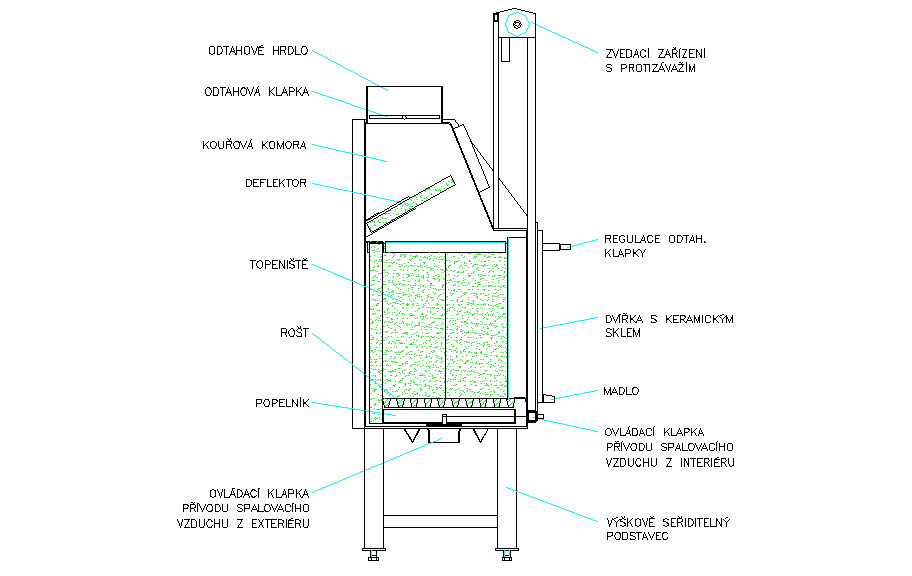 ODTAHOVÉ HRDLO
ODTAHOVÁ KLAPKA
KOUŘOVÁ KOMORA
DEFLEKTOR
TOPENIŠTĚ
ROŠT
POPELNÍK
OVLÁDACÍ KLAPKA
PŘÍVODU SPALOVACÍHO
VZDUCHU Z EXTERIÉRU
ZVEDACÍ ZAŘÍZENÍ
S PROTIZÁVAŽÍM
REGULACE ODTAH.
KLAPKY
DVÍŘKA S KERAMICKÝM
SKLEM
MADLO
OVLÁDACÍ KLAPKA
PŘÍVODU SPALOVACÍHO
VZDUCHU Z INTERIÉRU
VÝŠKOVĚ SEŘIDITELNÝ
PODSTAVEC